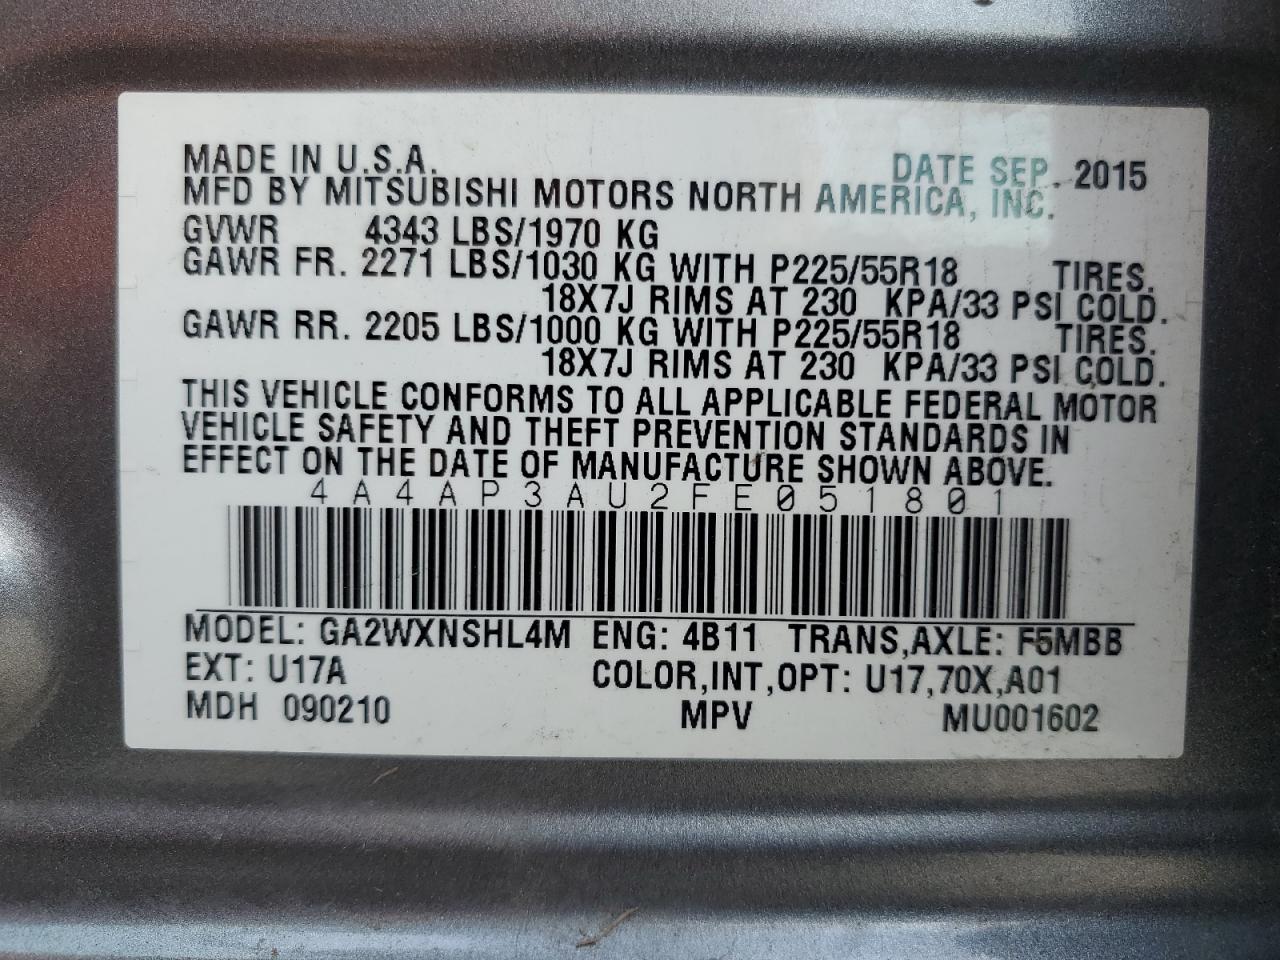 MADE IN U.S.A. DATE SEP. 2015
MFD BY MITSUBISHI MOTORS NORTH AMERICA, INC.
GVWR 4343 LBS/1970 KG
GAWR FR. 2271 LBS/1030 KG WITH P225/55R18 TIRES.
18X7J RIMS AT 230 KPA/33 PSI COLD.
GAWR RR. 2205 LBS/1000 KG WITH P225/55R18 TIRES.
18X7J RIMS AT 230 KPA/33 PSI COLD.
THIS VEHICLE CONFORMS TO ALL APPLICABLE FEDERAL MOTOR
VEHICLE SAFETY AND THEFT PREVENTION STANDARDS IN
EFFECT ON THE DATE OF MANUFACTURE SHOWN ABOVE.
4A4AP3AU2FE051801
MODEL: GA2WXNSHL4M ENG: 4B11 TRANS,AXLE: F5MBB
EXT: U17A COLOR,INT,OPT: U17,70X,A01
MDH 090210 MPV MU001602